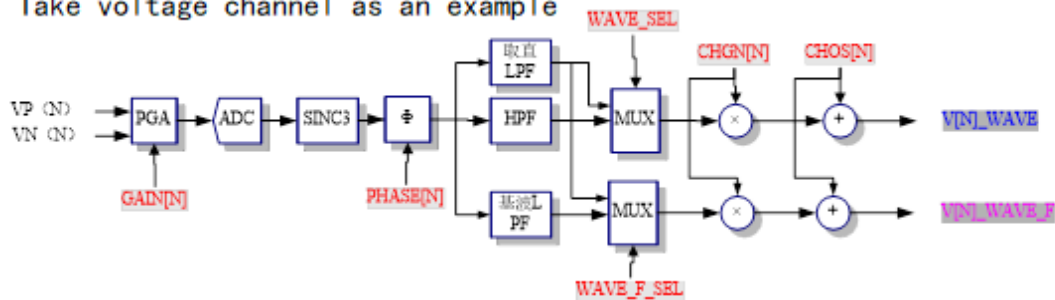 Take voltage channel as an example
WAVE_SEL
CHGN[N]
CHOS[N]
取直
LPF
VP (N)
VN (N)
PGA
ADC
SINC3
Φ
HPF
MUX
×
+
V[N]_WAVE
GAIN[N]
PHASE[N]
基波L
PF
MUX
×
+
V[N]_WAVE_F
WAVE_F_SEL